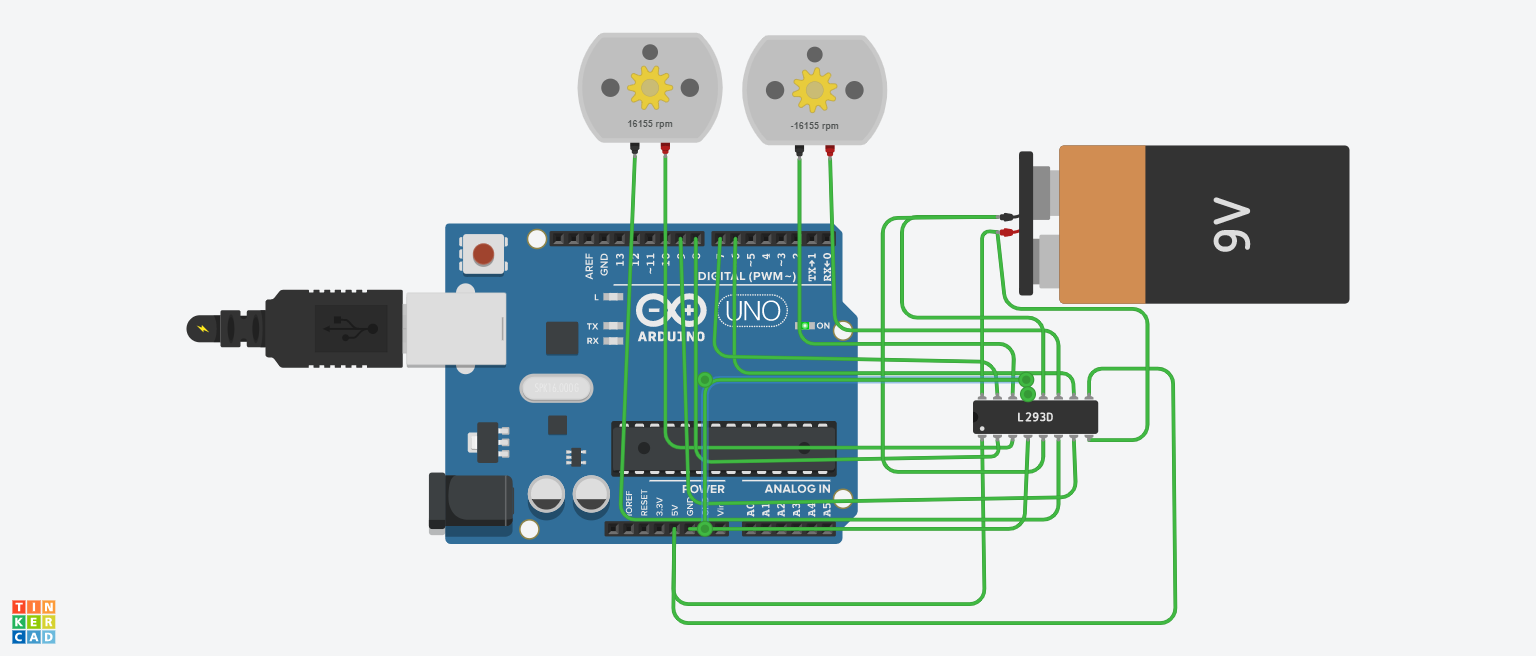 16155 rpm
-16155 rpm
9V
AREF
GND
13
12
~11
10
9
8
7
6
~5
4
~3
2
TX→1
RX←0
DIGITAL (PWM~)
L
TX
RX
ARDUINO
UNO
ON
L293D
POWER
ANALOG IN
IOREF
RESET
3.3V
5V
GND
Vin
A0
A1
A2
A3
A4
A5
TIN
KER
CAD